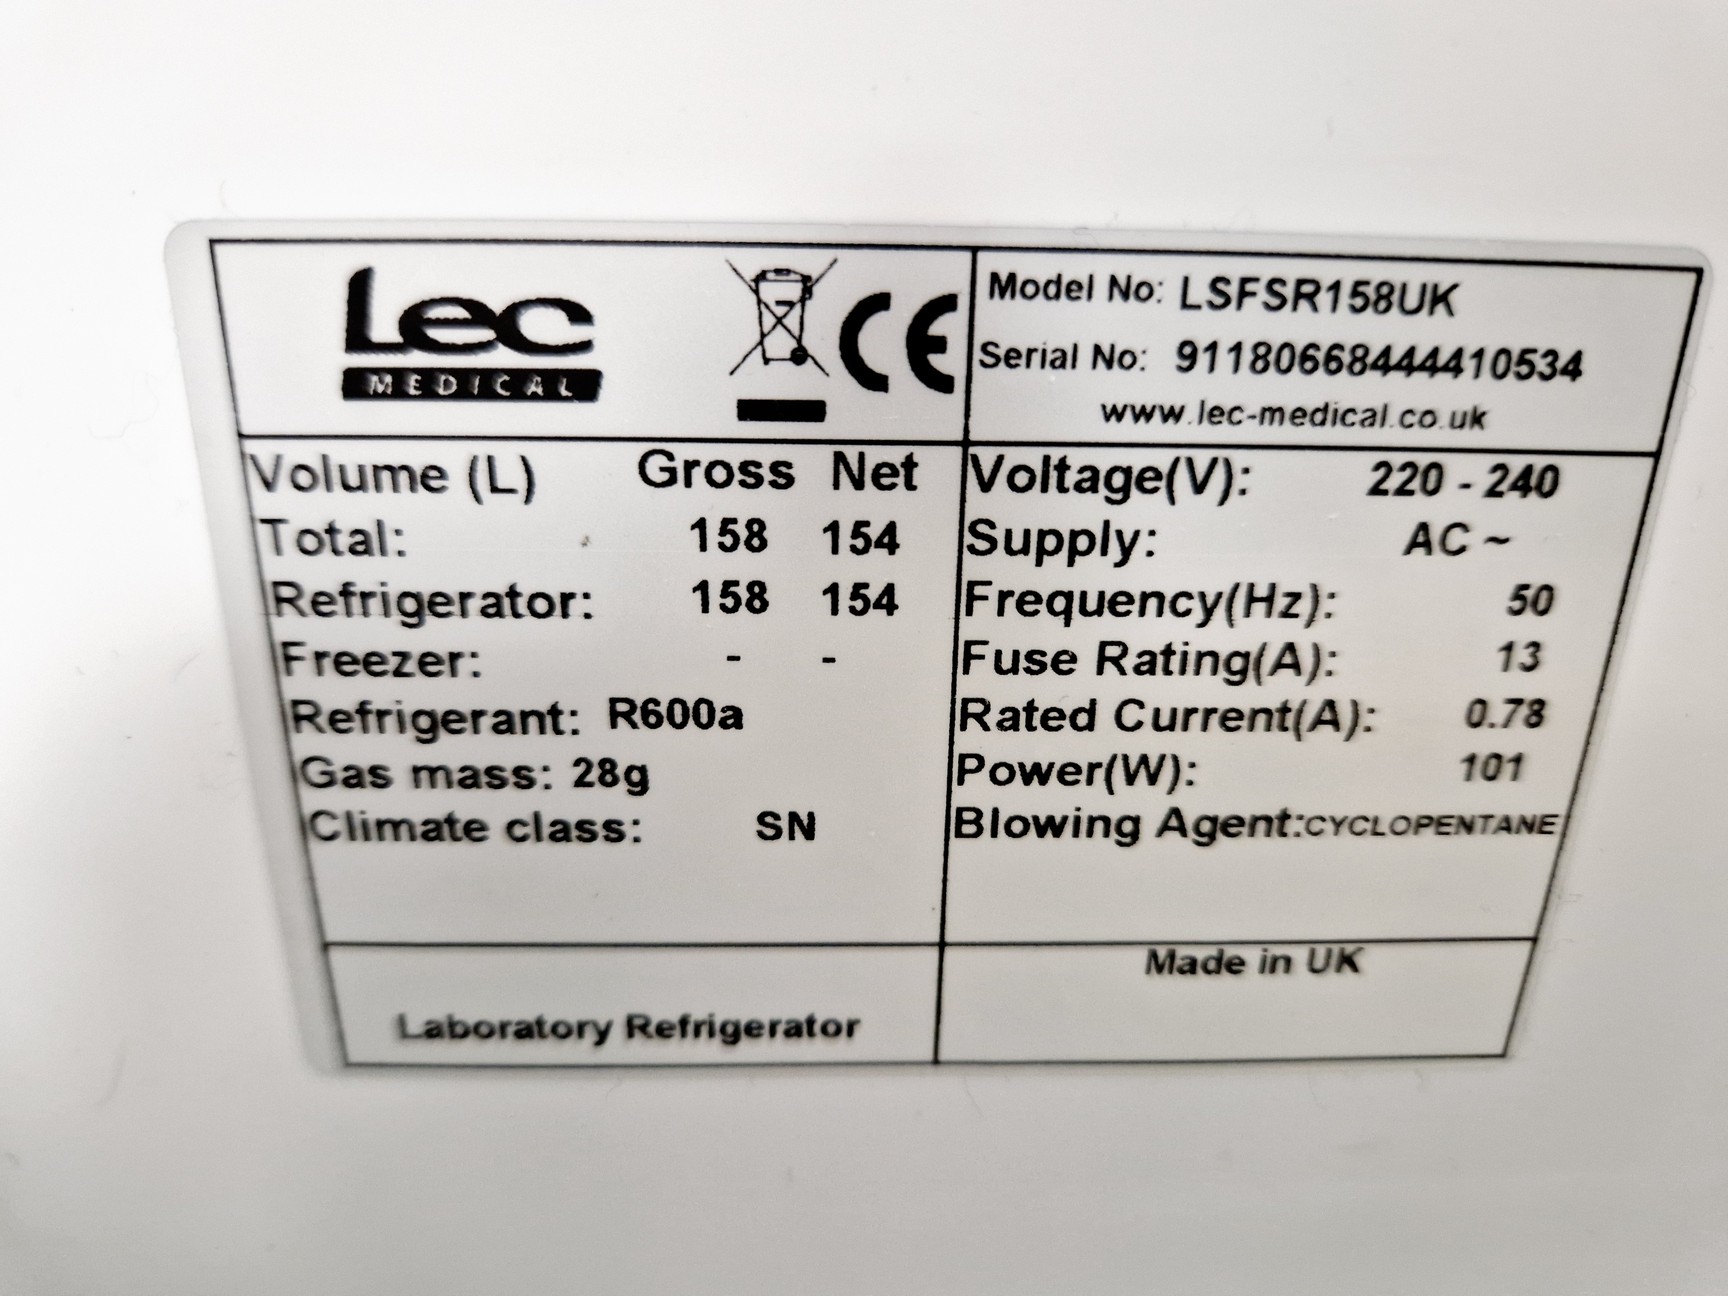 Lec
MEDICAL
CE
Model No: LSFSR158UK
Serial No: 911806684444410534
www.lec-medical.co.uk
Volume (L) Gross Net
Total: 158 154
Refrigerator: 158 154
Freezer: - -
Refrigerant: R600a
Gas mass: 28g
Climate class: SN
Voltage(V): 220 - 240
Supply: AC ~
Frequency(Hz): 50
Fuse Rating(A): 13
Rated Current(A): 0.78
Power(W): 101
Blowing Agent:CYCLOPENTANE
Laboratory Refrigerator
Made in UK